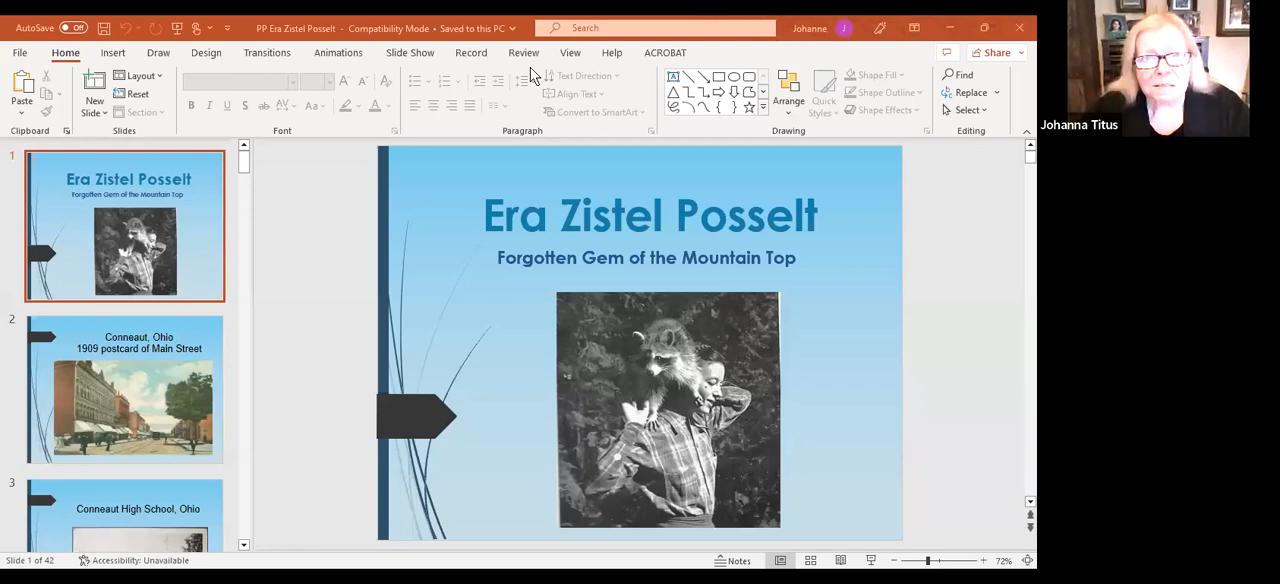 AutoSave Off PP Era Zistel Posselt - Compatibility Mode - Saved to this PC Search Johanne J
File Home Insert Draw Design Transitions Animations Slide Show Record Review View Help ACROBAT Share
Paste
New
Slide
Layout
Reset
Section
A A A
B I U S ab AV Aa A
Text Direction
Align Text
Convert to SmartArt
A
Arrange
Quick
Styles
Shape Fill
Shape Outline
Shape Effects
Find
Replace
Select
Clipboard Slides Font Paragraph Drawing Editing
Johanna Titus
1
Era Zistel Posselt
Forgotten Gem of the Mountain Top
2
Conneaut, Ohio
1909 postcard of Main Street
3
Conneaut High School, Ohio
Era Zistel Posselt
Forgotten Gem of the Mountain Top
Slide 1 of 42 Accessibility: Unavailable Notes 72%